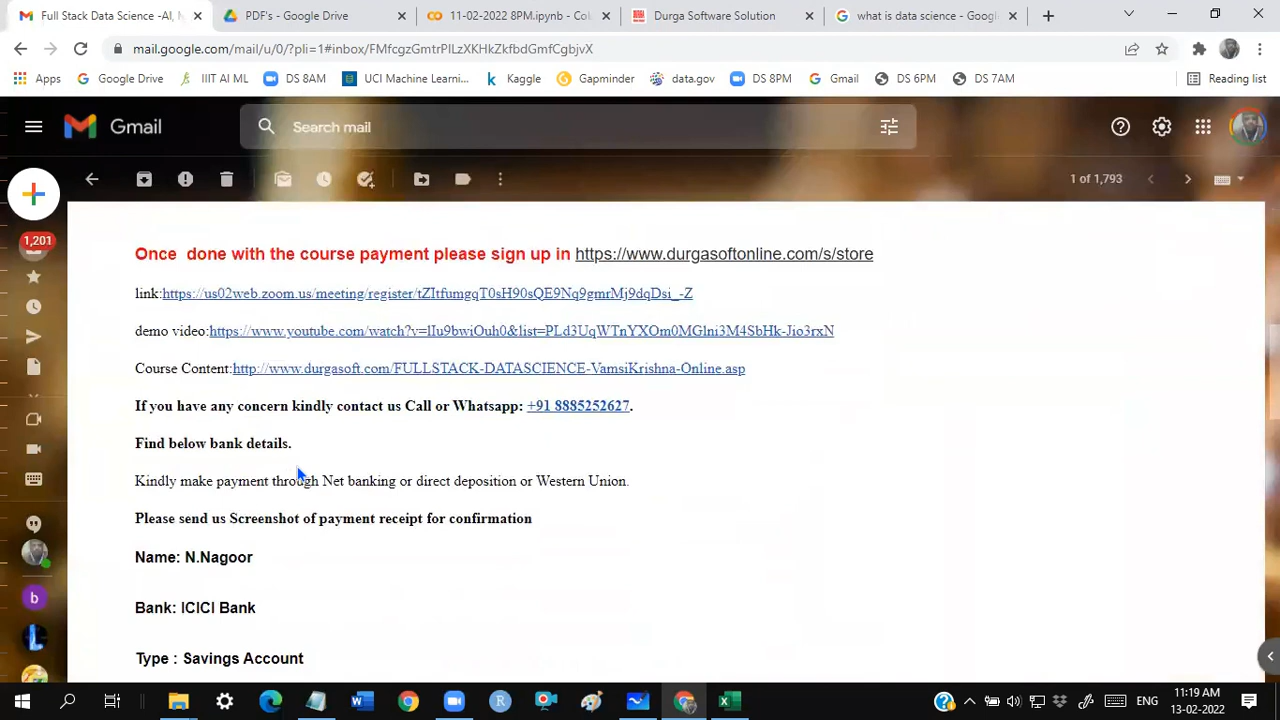 Full Stack Data Science -AI, M
PDF's - Google Drive
11-02-2022 8PM.ipynb - Col
Durga Software Solution
what is data science - Google
mail.google.com/mail/u/0/?pli=1#inbox/FMfcgzGmtrPlLzXKHkZkfbdGmfCgbjvX
Apps
Google Drive
IIIT AI ML
DS 8AM
UCI Machine Learni...
Kaggle
Gapminder
data.gov
DS 8PM
Gmail
DS 6PM
DS 7AM
Reading list
Gmail
Search mail
1 of 1,793
1,201
Once done with the course payment please sign up in https://www.durgasoftonline.com/s/store
link:https://us02web.zoom.us/meeting/register/tZItfumgqT0sH90sQE9Nq9gmrMj9dqDsi_-Z
demo video:https://www.youtube.com/watch?v=lIu9bwiOuh0&list=PLd3UqWTnYXOm0MGlni3M4SbHk-Jio3rxN
Course Content:http://www.durgasoft.com/FULLSTACK-DATASCIENCE-VamsiKrishna-Online.asp
If you have any concern kindly contact us Call or Whatsapp: +91 8885252627.
Find below bank details.
Kindly make payment through Net banking or direct deposition or Western Union.
Please send us Screenshot of payment receipt for confirmation
Name: N.Nagoor
Bank: ICICI Bank
Type : Savings Account
b
ENG
11:19 AM
13-02-2022